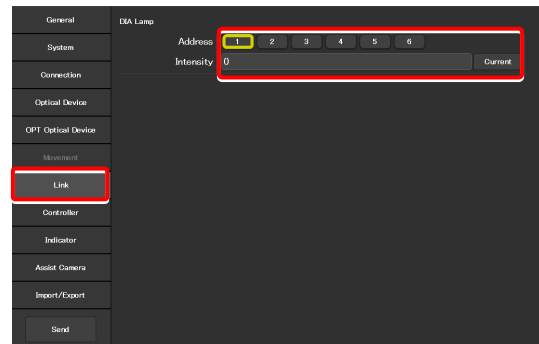 General
System
Connection
Optical Device
OPT Optical Device
Movement
Link
Controller
Indicator
Assist Camera
Import/Export
Send
DIA Lamp
Address 1 2 3 4 5 6
Intensity 0 Current